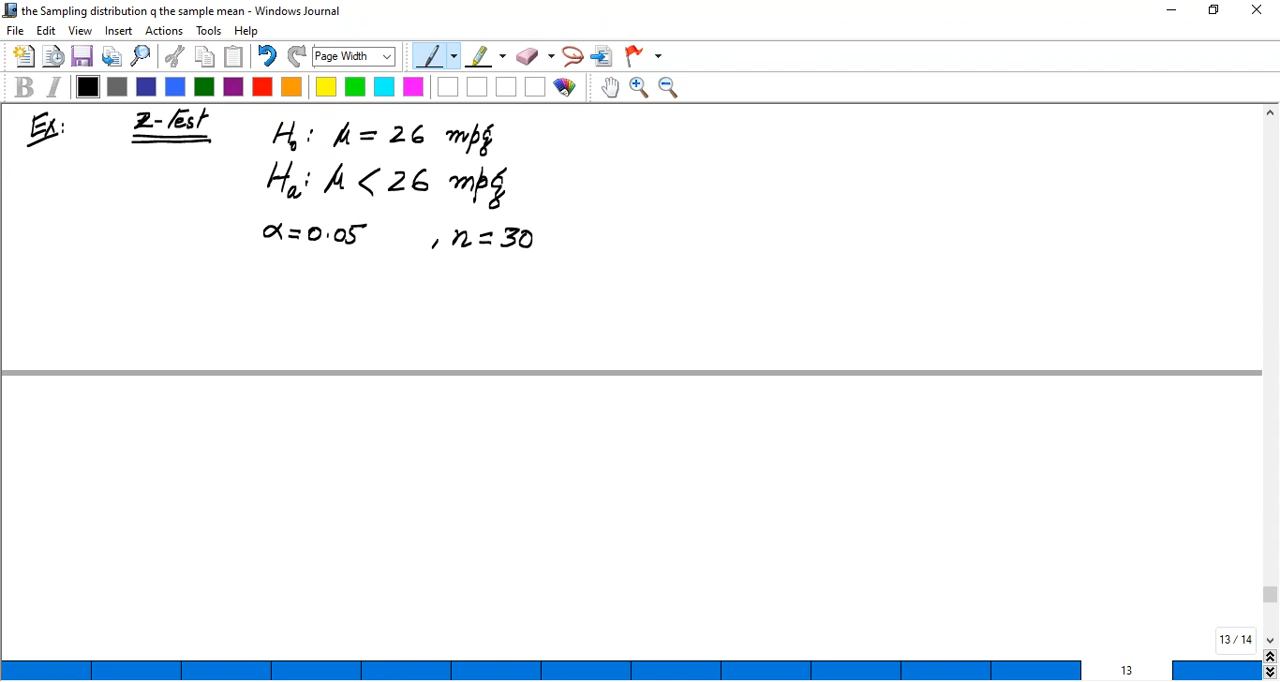 the Sampling distribution q the sample mean - Windows Journal
File Edit View Insert Actions Tools Help
Page Width
B I
Ex: Z-Test H₀: μ = 26 mpg
Hₐ: μ < 26 mpg
α = 0.05 , n = 30
13 / 14
13